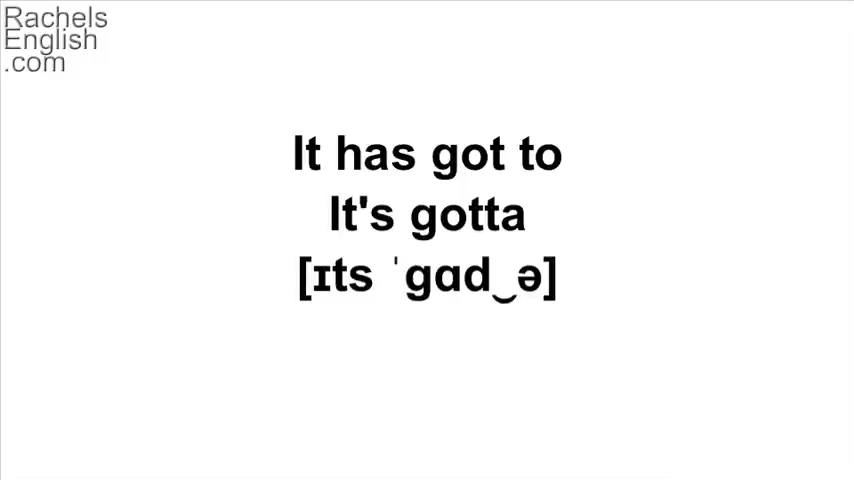 Rachels
English
.com
It has got to
It's gotta
[ɪts ˈgɑd‿ə]